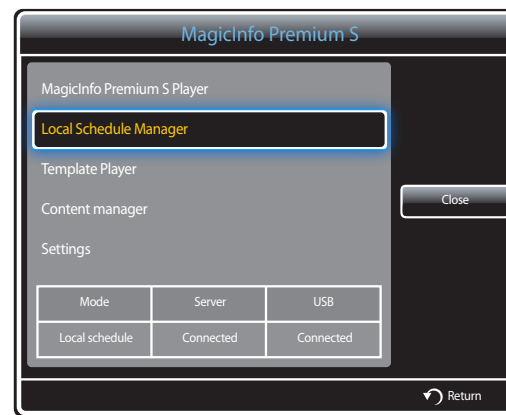 MagicInfo Premium S
MagicInfo Premium S Player
Local Schedule Manager
Template Player
Content manager
Settings
Close
Mode Server USB
Local schedule Connected Connected
Return